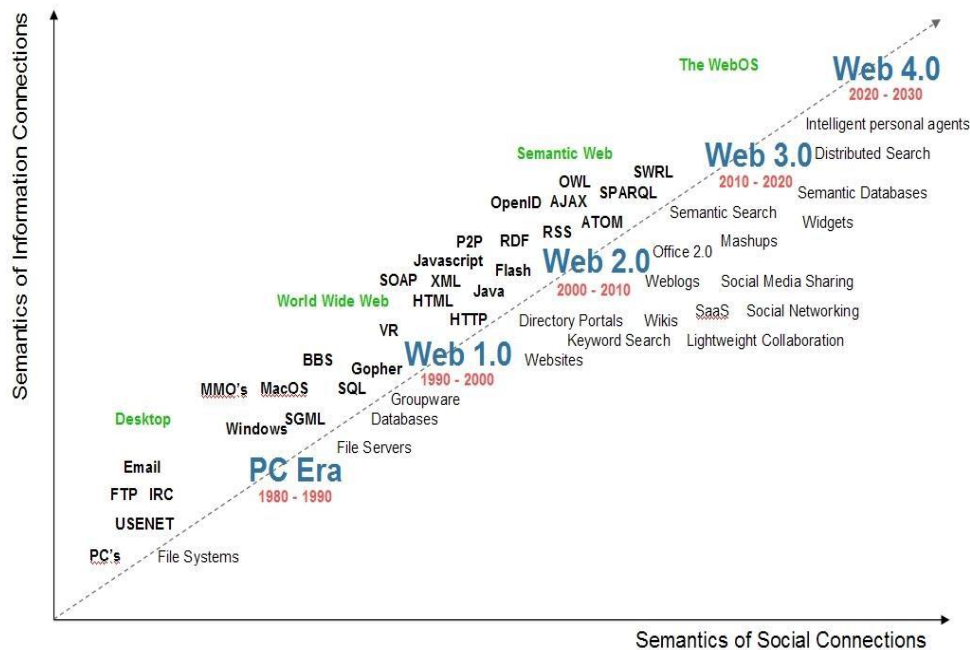 Semantics of Information Connections
The WebOS
Web 4.0
2020 - 2030
Intelligent personal agents
Semantic Web
Web 3.0
2010 - 2020
Distributed Search
SWRL
OWL
SPARQL
Semantic Databases
OpenID
AJAX
ATOM
Semantic Search
Widgets
P2P
RDF
RSS
Mashups
Office 2.0
Javascript
Flash
Web 2.0
2000 - 2010
SOAP
XML
Java
Weblogs
Social Media Sharing
World Wide Web
HTML
HTTP
Directory Portals
Wikis
SaaS
Social Networking
VR
Keyword Search
Lightweight Collaboration
BBS
Gopher
Web 1.0
1990 - 2000
Websites
MMO's
MacOS
SQL
Groupware
Desktop
Windows
SGML
Databases
File Servers
Email
PC Era
1980 - 1990
FTP
IRC
USENET
PC's
File Systems
Semantics of Social Connections